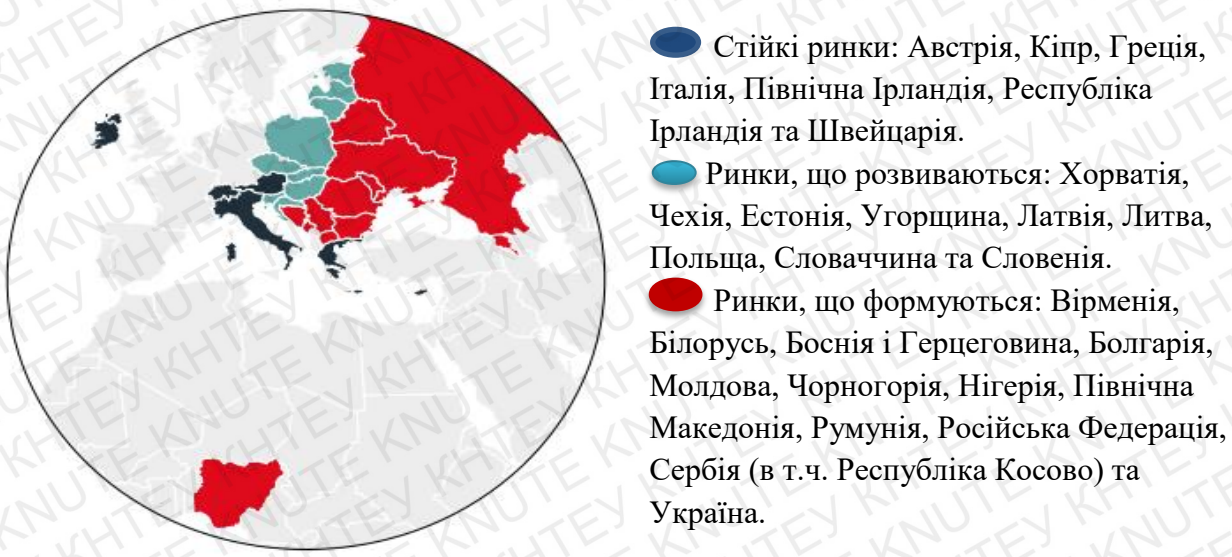 Стійкі ринки: Австрія, Кіпр, Греція,
Італія, Північна Ірландія, Республіка
Ірландія та Швейцарія.
Ринки, що розвиваються: Хорватія,
Чехія, Естонія, Угорщина, Латвія, Литва,
Польща, Словаччина та Словенія.
Ринки, що формуються: Вірменія,
Білорусь, Боснія і Герцеговина, Болгарія,
Молдова, Чорногорія, Нігерія, Північна
Македонія, Румунія, Російська Федерація,
Сербія (в т.ч. Республіка Косово) та
Україна.